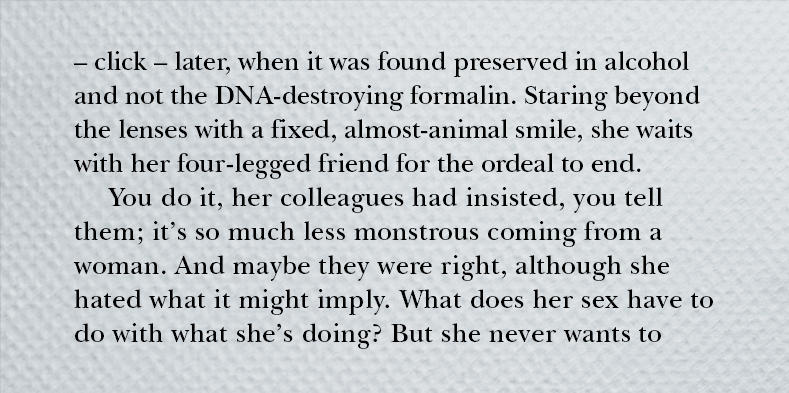 – click – later, when it was found preserved in alcohol
and not the DNA-destroying formalin. Staring beyond
the lenses with a fixed, almost-animal smile, she waits
with her four-legged friend for the ordeal to end.
You do it, her colleagues had insisted, you tell
them; it’s so much less monstrous coming from a
woman. And maybe they were right, although she
hated what it might imply. What does her sex have to
do with what she’s doing? But she never wants to